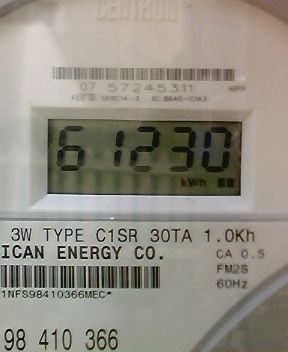 CENTRON
07 57245311
61230
kWh
3W TYPE C1SR 30TA 1.0Kh
ICAN ENERGY CO.
CA 0.5
FM2S
60Hz
1NFS98410366MEC*
98 410 366